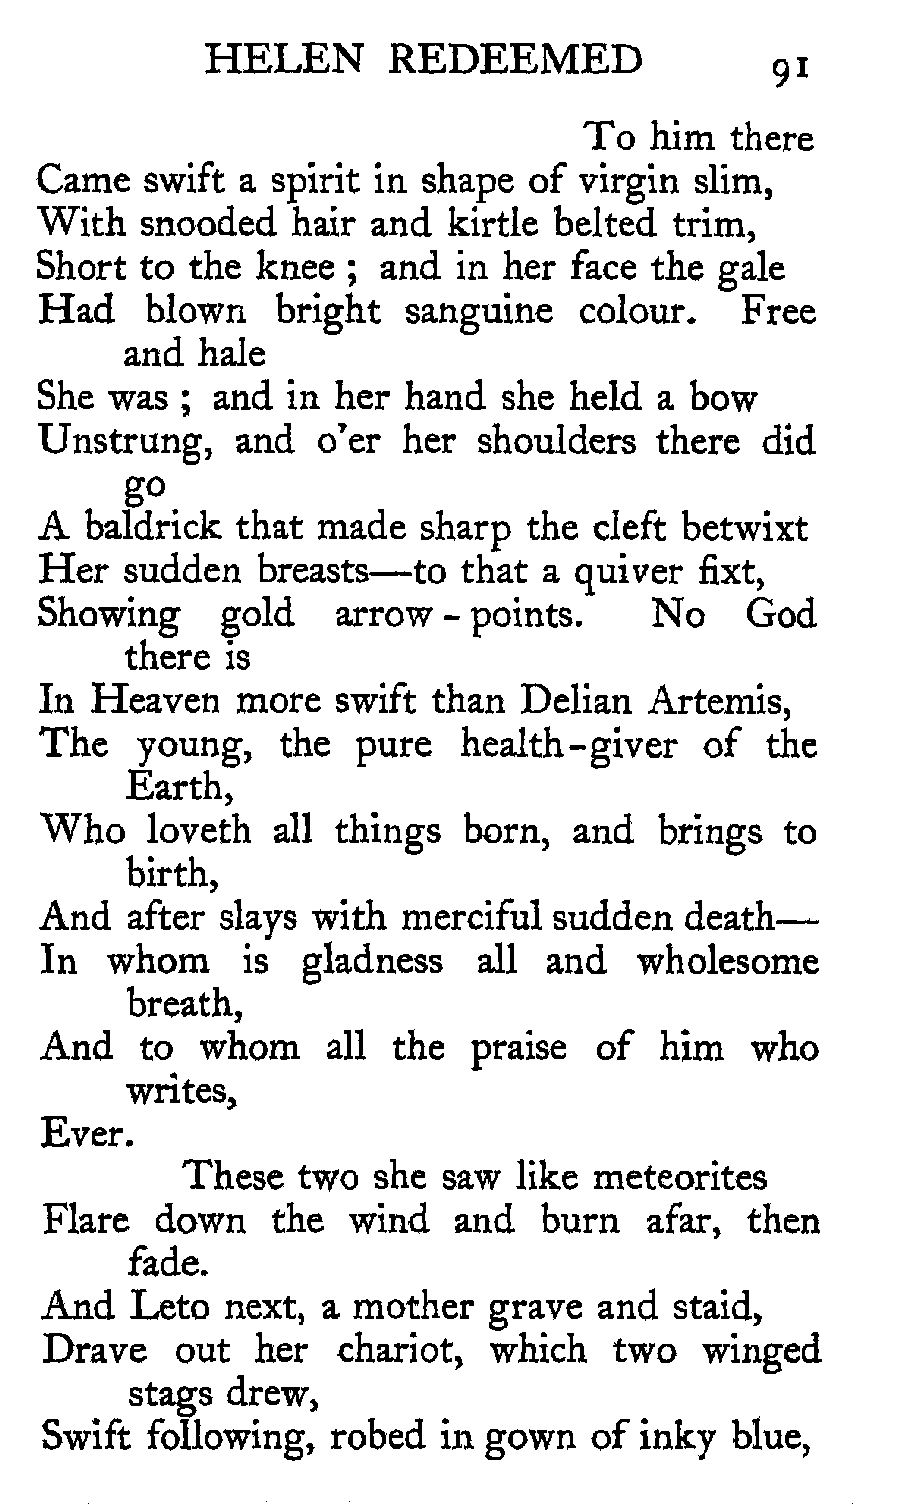 HELEN REDEEMED 91
To him there
Came swift a spirit in shape of virgin slim,
With snooded hair and kirtle belted trim,
Short to the knee ; and in her face the gale
Had blown bright sanguine colour. Free
and hale
She was ; and in her hand she held a bow
Unstrung, and o'er her shoulders there did
go
A baldrick that made sharp the cleft betwixt
Her sudden breasts—to that a quiver fixt,
Showing gold arrow-points. No God
there is
In Heaven more swift than Delian Artemis,
The young, the pure health-giver of the
Earth,
Who loveth all things born, and brings to
birth,
And after slays with merciful sudden death—
In whom is gladness all and wholesome
breath,
And to whom all the praise of him who
writes,
Ever.
These two she saw like meteorites
Flare down the wind and burn afar, then
fade.
And Leto next, a mother grave and staid,
Drave out her chariot, which two winged
stags drew,
Swift following, robed in gown of inky blue,